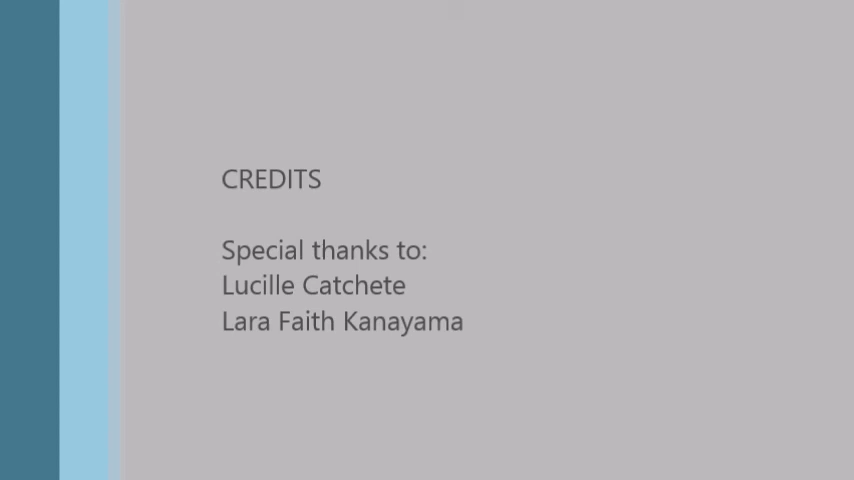 CREDITS
Special thanks to:
Lucille Catchete
Lara Faith Kanayama